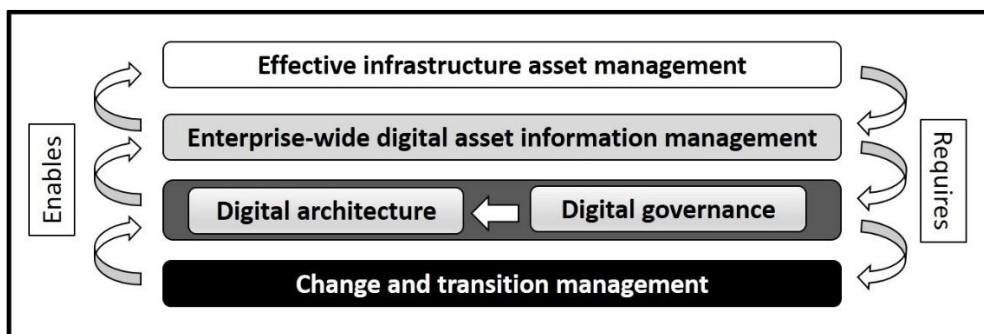 Effective infrastructure asset management
Enterprise-wide digital asset information management
Enables
Requires
Digital architecture
Digital governance
Change and transition management